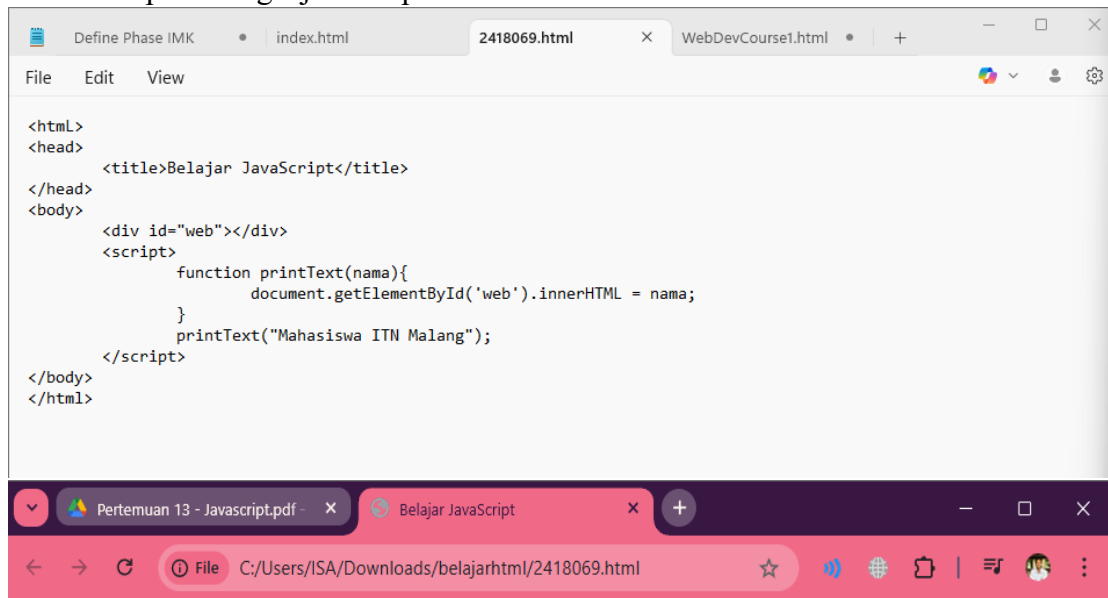 Define Phase IMK
index.html
2418069.html
WebDevCourse1.html
File Edit View
<html>
<head>
<title>Belajar JavaScript</title>
</head>
<body>
<div id="web"></div>
<script>
function printText(nama){
document.getElementById('web').innerHTML = nama;
}
printText("Mahasiswa ITN Malang");
</script>
</body>
</html>
Pertemuan 13 - Javascript.pdf -
Belajar JavaScript
File C:/Users/ISA/Downloads/belajarhtml/2418069.html